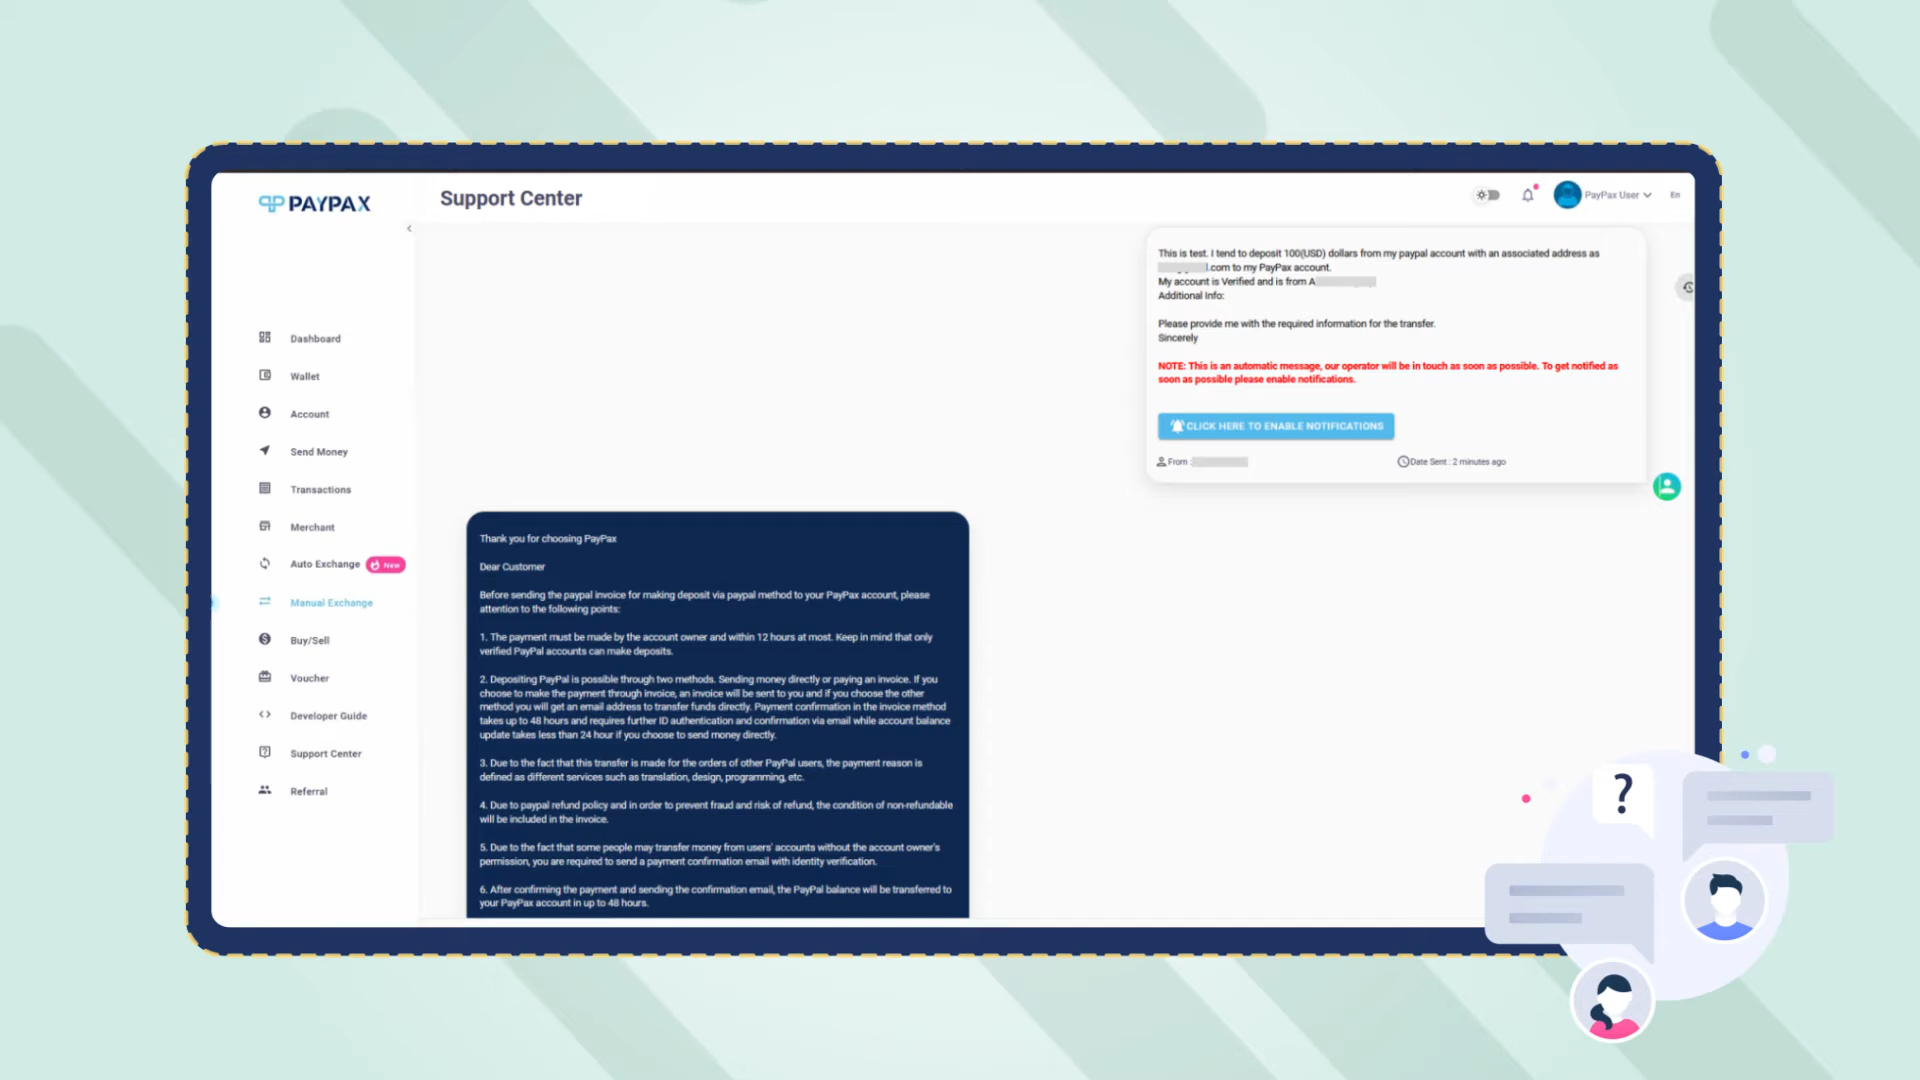 PAYPAX
Support Center
PayPax User
En
Dashboard
Wallet
Account
Send Money
Transactions
Merchant
Auto Exchange New
Manual Exchange
Buy/Sell
Voucher
Developer Guide
Support Center
Referral
This is test. I tend to deposit 100(USD) dollars from my paypal account with an associated address as
.com to my PayPax account.
My account is Verified and is from A
Additional Info:
Please provide me with the required information for the transfer.
Sincerely
NOTE: This is an automatic message, our operator will be in touch as soon as possible. To get notified as
soon as possible please enable notifications.
CLICK HERE TO ENABLE NOTIFICATIONS
From :
Date Sent : 2 minutes ago
Thank you for choosing PayPax
Dear Customer
Before sending the paypal invoice for making deposit via paypal method to your PayPax account, please
attention to the following points:
1. The payment must be made by the account owner and within 12 hours at most. Keep in mind that only
verified PayPal accounts can make deposits.
2. Depositing PayPal is possible through two methods. Sending money directly or paying an invoice. If you
choose to make the payment through invoice, an invoice will be sent to you and if you choose the other
method you will get an email address to transfer funds directly. Payment confirmation in the invoice method
takes up to 48 hours and requires further ID authentication and confirmation via email while account balance
update takes less than 24 hour if you choose to send money directly.
3. Due to the fact that this transfer is made for the orders of other PayPal users, the payment reason is
defined as different services such as translation, design, programming, etc.
4. Due to paypal refund policy and in order to prevent fraud and risk of refund, the condition of non-refundable
will be included in the invoice.
5. Due to the fact that some people may transfer money from users' accounts without the account owner's
permission, you are required to send a payment confirmation email with identity verification.
6. After confirming the payment and sending the confirmation email, the PayPal balance will be transferred to
your PayPax account in up to 48 hours.
?